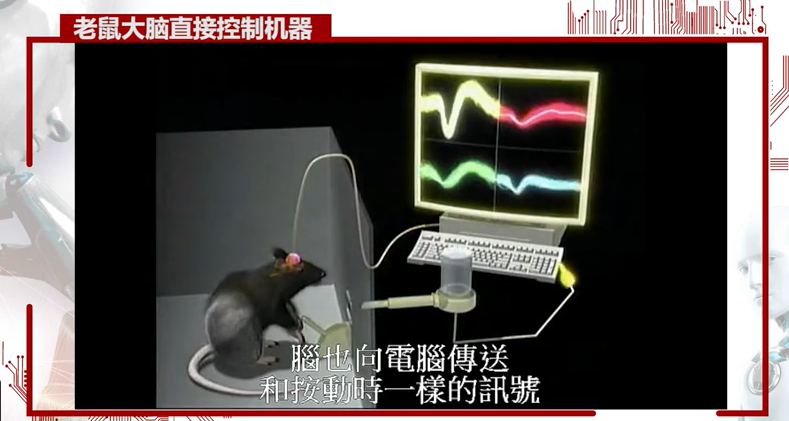 老鼠大脑直接控制机器
腦也向電腦傳送
和按動時一樣的訊號